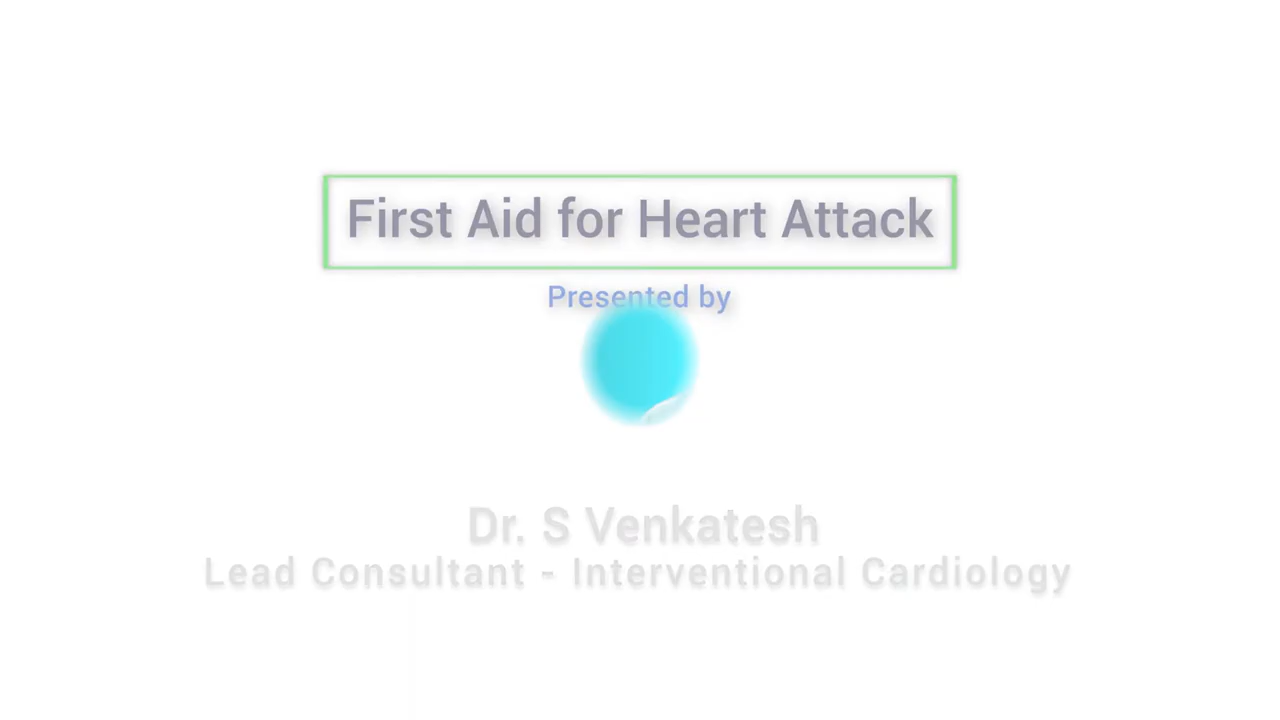 First Aid for Heart Attack
Presented by
Dr. S Venkatesh
Lead Consultant - Interventional Cardiology